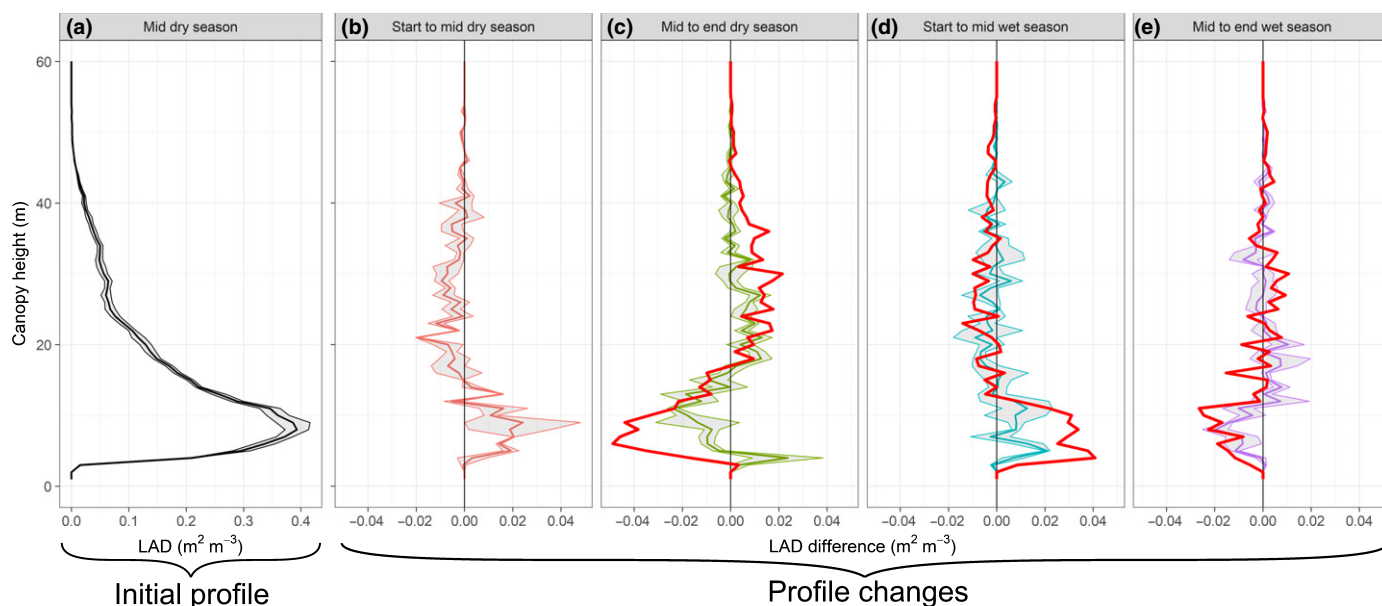 (a) Mid dry season
(b) Start to mid dry season
(c) Mid to end dry season
(d) Start to mid wet season
(e) Mid to end wet season
Canopy height (m)
60
40
20
0
0.0 0.1 0.2 0.3 0.4
−0.04 −0.02 0.00 0.02 0.04
−0.04 −0.02 0.00 0.02 0.04
−0.04 −0.02 0.00 0.02 0.04
−0.04 −0.02 0.00 0.02 0.04
LAD (m² m⁻³)
LAD difference (m² m⁻³)
Initial profile
Profile changes